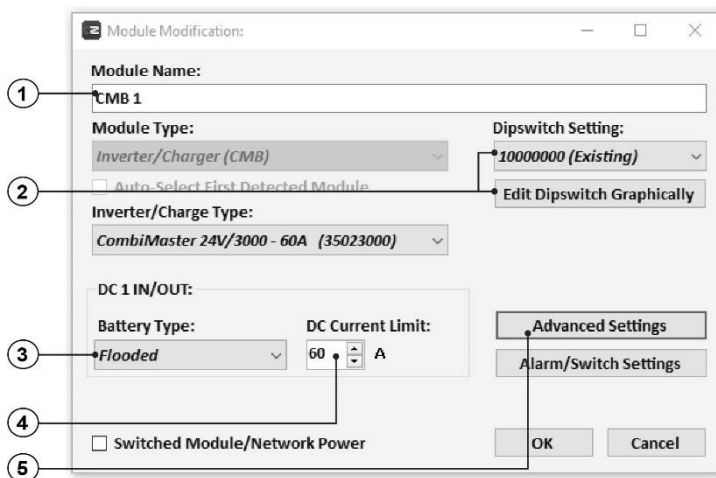 Module Modification:
Module Name:
1
CMB 1
Module Type:
Dipswitch Setting:
Inverter/Charger (CMB)
10000000 (Existing)
2
Auto-Select First Detected Module
Edit Dipswitch Graphically
Inverter/Charge Type:
CombiMaster 24V/3000 - 60A (35023000)
DC 1 IN/OUT:
Battery Type:
DC Current Limit:
Advanced Settings
3
Flooded
60
A
Alarm/Switch Settings
4
Switched Module/Network Power
OK
Cancel
5